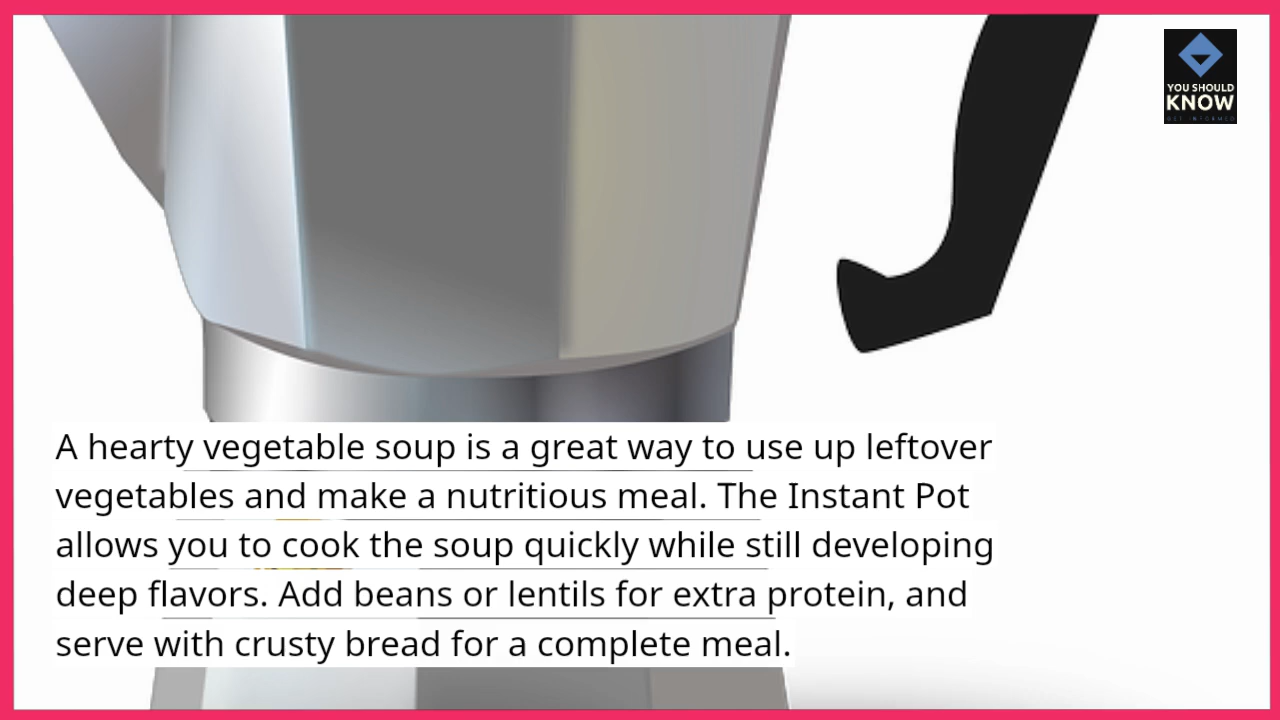 YOU SHOULD
KNOW
GET INFORMED
A hearty vegetable soup is a great way to use up leftover
vegetables and make a nutritious meal. The Instant Pot
allows you to cook the soup quickly while still developing
deep flavors. Add beans or lentils for extra protein, and
serve with crusty bread for a complete meal.